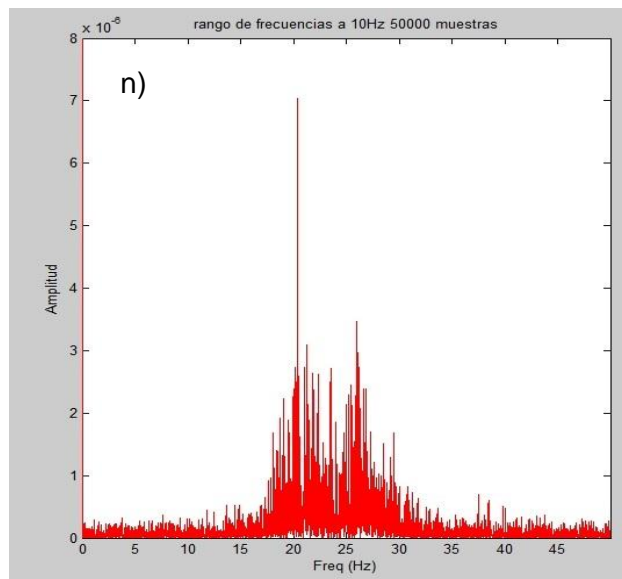 rango de frecuencias a 10Hz 50000 muestras
x 10^-6
n)
8
7
6
5
4
3
2
1
0
Amplitud
0 5 10 15 20 25 30 35 40 45
Freq (Hz)